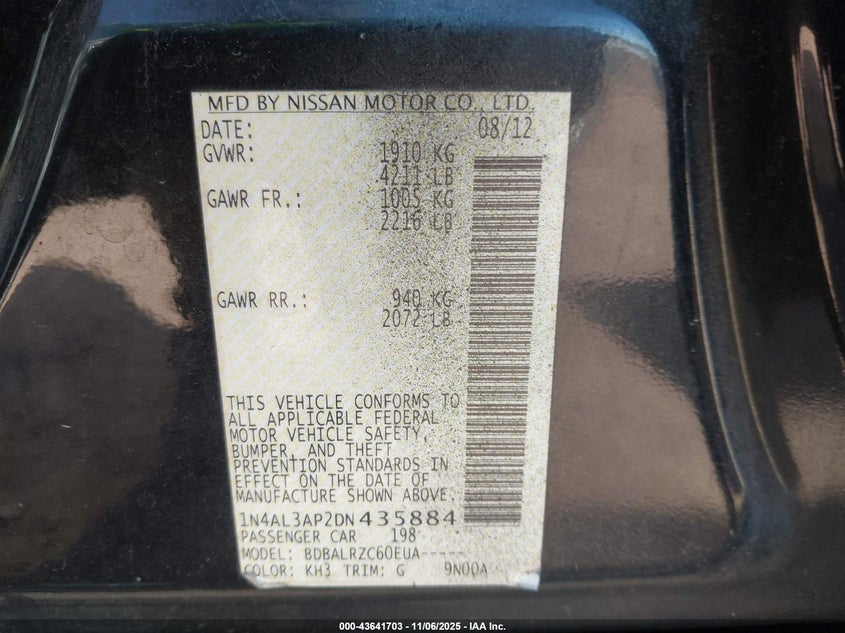 MFD BY NISSAN MOTOR CO., LTD.
DATE: 08/12
GVWR: 1910 KG
4211 LB
GAWR FR.: 1005 KG
2216 LB
GAWR RR.: 940 KG
2072 LB
THIS VEHICLE CONFORMS TO
ALL APPLICABLE FEDERAL
MOTOR VEHICLE SAFETY,
BUMPER, AND THEFT
PREVENTION STANDARDS IN
EFFECT ON THE DATE OF
MANUFACTURE SHOWN ABOVE.
1N4AL3AP2DN435884
PASSENGER CAR 198
MODEL: BDBALRZC60EUA-----
COLOR: KH3 TRIM: G 9N00A
000-43641703 - 11/06/2025 - IAA Inc.